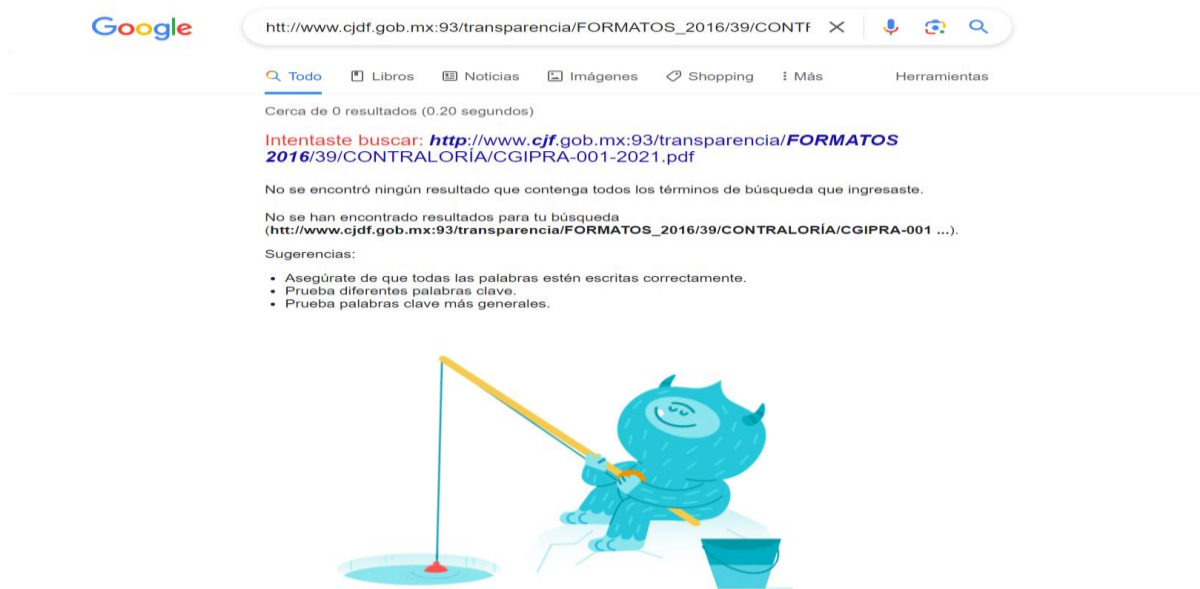 Google
htt://www.cjdf.gob.mx:93/transparencia/FORMATOS_2016/39/CONTF
Todo Libros Noticias Imágenes Shopping Más Herramientas
Cerca de 0 resultados (0.20 segundos)
Intentaste buscar: http://www.cjf.gob.mx:93/transparencia/FORMATOS
2016/39/CONTRALORÍA/CGIPRA-001-2021.pdf
No se encontró ningún resultado que contenga todos los términos de búsqueda que ingresaste.
No se han encontrado resultados para tu búsqueda
(htt://www.cjdf.gob.mx:93/transparencia/FORMATOS_2016/39/CONTRALORÍA/CGIPRA-001 ...).
Sugerencias:
• Asegúrate de que todas las palabras estén escritas correctamente.
• Prueba diferentes palabras clave.
• Prueba palabras clave más generales.